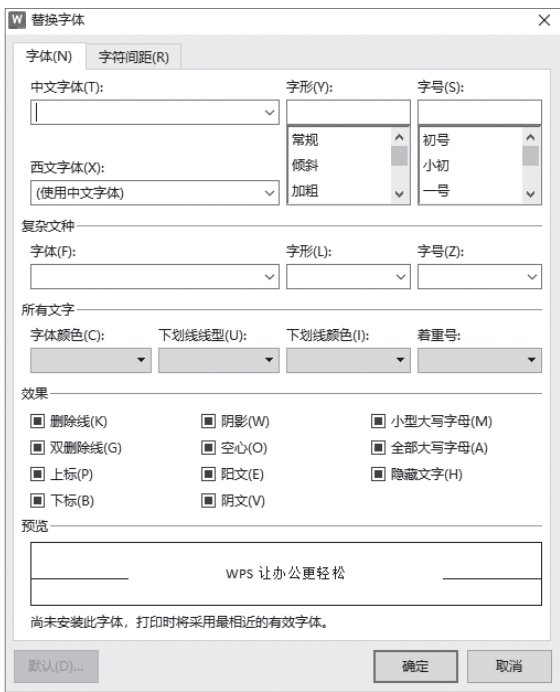 W 替换字体
字体(N) 字符间距(R)
中文字体(T): 字形(Y): 字号(S):
常规 初号
西文字体(X): 倾斜 小初
(使用中文字体) 加粗 一号
复杂文种
字体(F): 字形(L): 字号(Z):
所有文字
字体颜色(C): 下划线线型(U): 下划线颜色(I): 着重号:
效果
删除线(K) 阴影(W) 小型大写字母(M)
双删除线(G) 空心(O) 全部大写字母(A)
上标(P) 阳文(E) 隐藏文字(H)
下标(B) 阴文(V)
预览
WPS 让办公更轻松
尚未安装此字体，打印时将采用最相近的有效字体。
默认(D)... 确定 取消